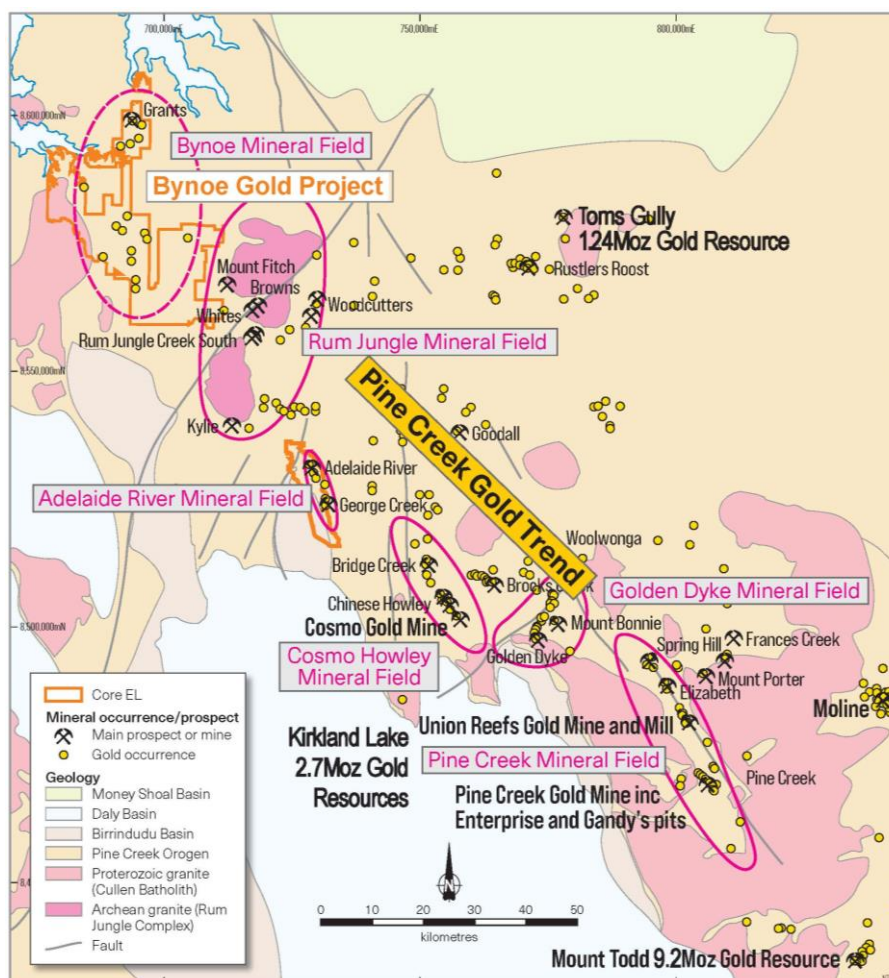 700,000mE
750,000mE
800,000mE
8,600,000mN
Grants
Bynoe Mineral Field
Bynoe Gold Project
Toms Gully
1.24Moz Gold Resource
Rustlers Roost
Mount Fitch
Browns
Whites
Woodcutters
Rum Jungle Creek South
Rum Jungle Mineral Field
8,550,000mN
Pine Creek Gold Trend
Kylie
Goodall
Adelaide River
Adelaide River Mineral Field
George Creek
Woolwonga
Bridge Creek
Brooks
Golden Dyke Mineral Field
Chinese Howley
Cosmo Gold Mine
8,500,000mN
Mount Bonnie
Spring Hill
Frances Creek
Cosmo Howley
Mineral Field
Golden Dyke
Mount Porter
Elizabeth
Moline
Union Reefs Gold Mine and Mill
Kirkland Lake
2.7Moz Gold
Resources
Pine Creek Mineral Field
Pine Creek
Pine Creek Gold Mine inc
Enterprise and Gandy's pits
Core EL
Mineral occurrence/prospect
Main prospect or mine
Gold occurrence
Geology
Money Shoal Basin
Daly Basin
Birrindudu Basin
Pine Creek Orogen
Proterozoic granite
(Cullen Batholith)
Archean granite (Rum
Jungle Complex)
Fault
N
0 10 20 30 40 50
kilometres
Mount Todd 9.2Moz Gold Resource